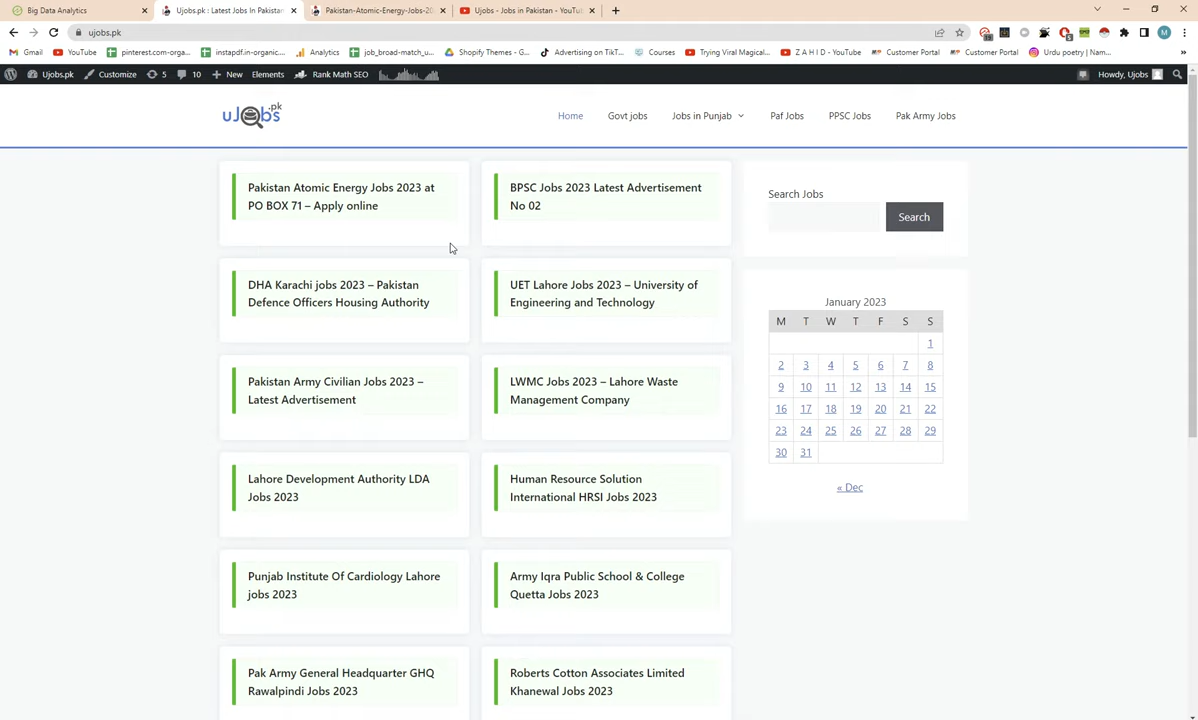 Big Data Analytics
Ujobs.pk : Latest Jobs In Pakistan
Pakistan-Atomic-Energy-Jobs-20
Ujobs - Jobs in Pakistan - YouTu
ujobs.pk
Gmail
YouTube
pinterest.com-orga...
instapdf.in-organic...
Analytics
job_broad-match_u...
Shopify Themes - G...
Advertising on TikT...
Courses
Trying Viral Magical...
Z A H I D - YouTube
Customer Portal
Customer Portal
Urdu poetry | Nam...
Ujobs.pk
Customize
5
10
New
Elements
Rank Math SEO
Howdy, Ujobs
uJobs.pk
Home
Govt jobs
Jobs in Punjab
Paf Jobs
PPSC Jobs
Pak Army Jobs
Pakistan Atomic Energy Jobs 2023 at
PO BOX 71 – Apply online
BPSC Jobs 2023 Latest Advertisement
No 02
DHA Karachi jobs 2023 – Pakistan
Defence Officers Housing Authority
UET Lahore Jobs 2023 – University of
Engineering and Technology
Pakistan Army Civilian Jobs 2023 –
Latest Advertisement
LWMC Jobs 2023 – Lahore Waste
Management Company
Lahore Development Authority LDA
Jobs 2023
Human Resource Solution
International HRSI Jobs 2023
Punjab Institute Of Cardiology Lahore
jobs 2023
Army Iqra Public School & College
Quetta Jobs 2023
Pak Army General Headquarter GHQ
Rawalpindi Jobs 2023
Roberts Cotton Associates Limited
Khanewal Jobs 2023
Search Jobs
Search
January 2023
M T W T F S S
1
2 3 4 5 6 7 8
9 10 11 12 13 14 15
16 17 18 19 20 21 22
23 24 25 26 27 28 29
30 31
« Dec